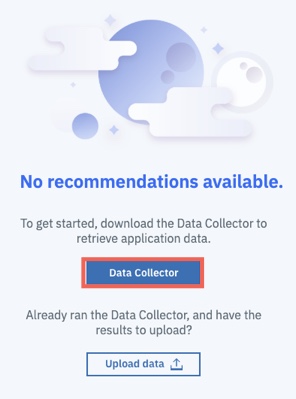 No recommendations available.
To get started, download the Data Collector to
retrieve application data.
Data Collector
Already ran the Data Collector, and have the
results to upload?
Upload data